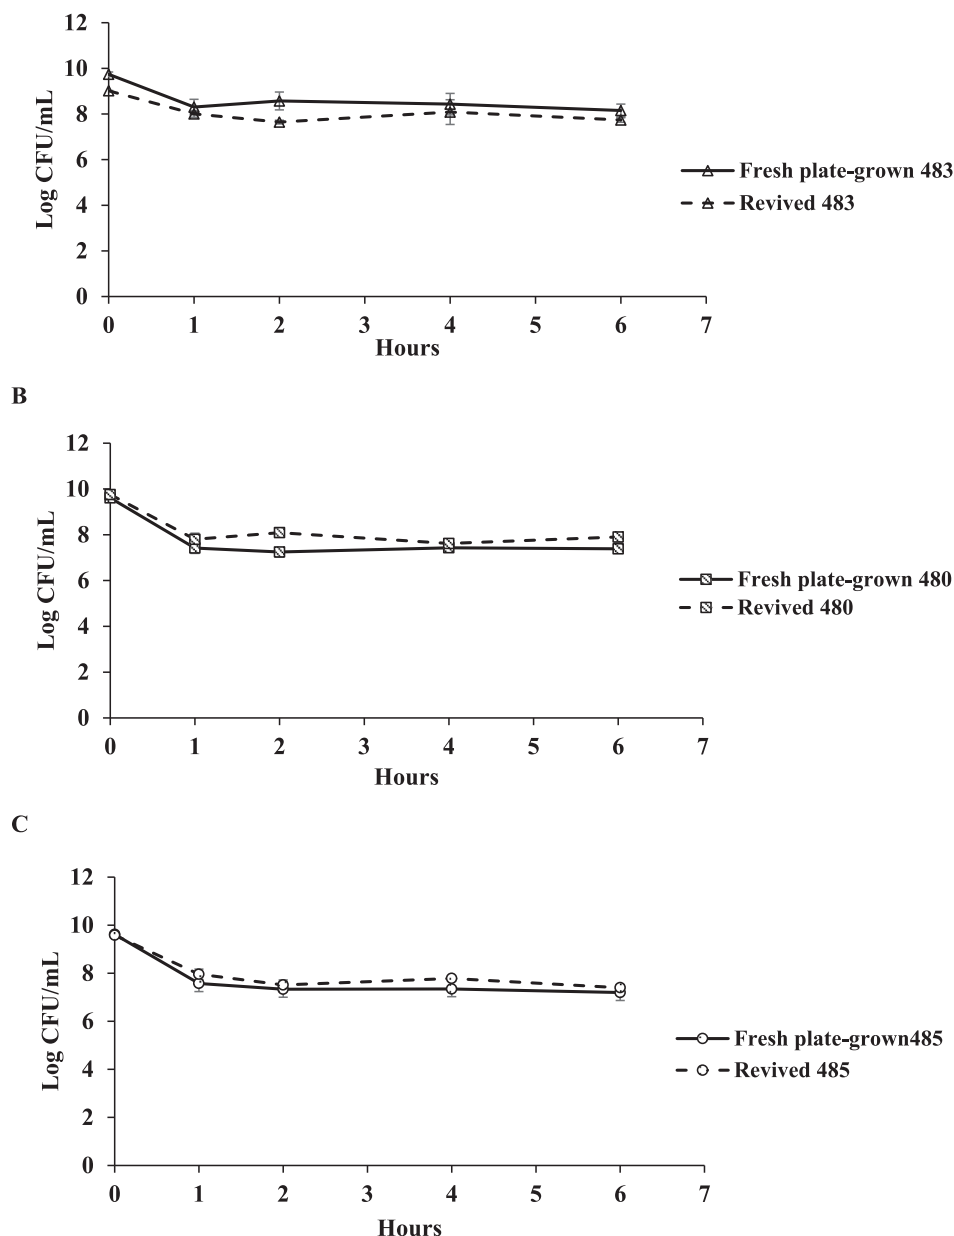 12
10
8
6
4
2
0
Log CFU/mL
0 1 2 3 4 5 6 7
Hours
Fresh plate-grown 483
Revived 483
B
12
10
8
6
4
2
0
Log CFU/mL
0 1 2 3 4 5 6 7
Hours
Fresh plate-grown 480
Revived 480
C
12
10
8
6
4
2
0
Log CFU/mL
0 1 2 3 4 5 6 7
Hours
Fresh plate-grown485
Revived 485